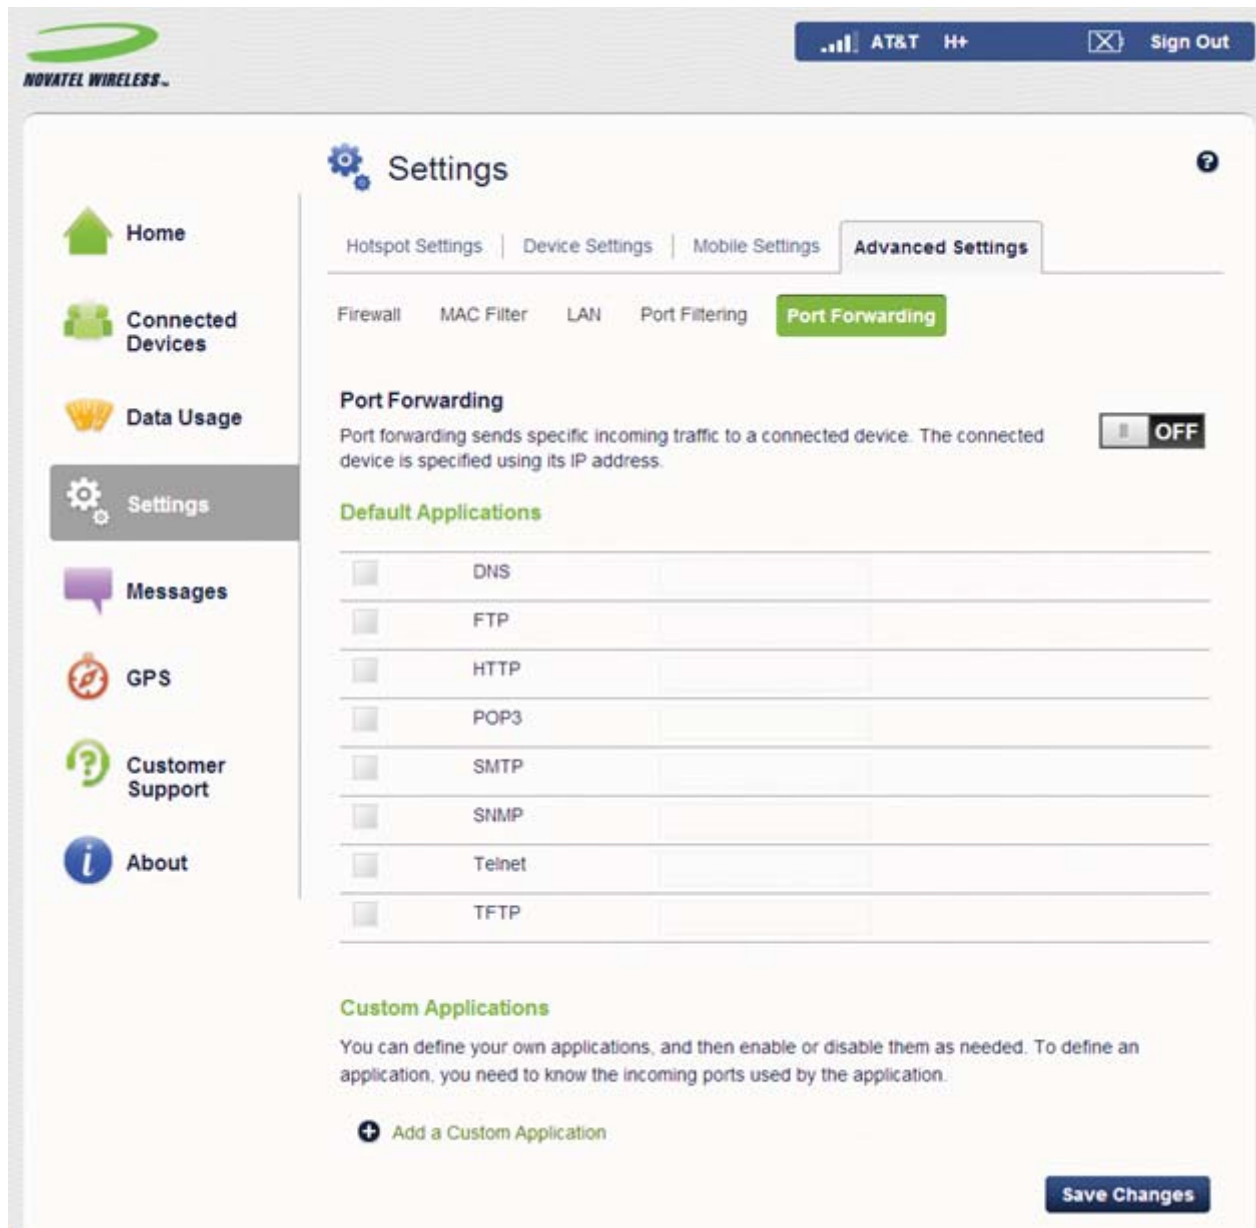 NOVATEL WIRELESS™
AT&T H+ Sign Out
Settings
Home
Connected
Devices
Data Usage
Settings
Messages
GPS
Customer
Support
About
Hotspot Settings Device Settings Mobile Settings Advanced Settings
Firewall MAC Filter LAN Port Filtering Port Forwarding
Port Forwarding
Port forwarding sends specific incoming traffic to a connected device. The connected
device is specified using its IP address.
OFF
Default Applications
DNS
FTP
HTTP
POP3
SMTP
SNMP
Telnet
TFTP
Custom Applications
You can define your own applications, and then enable or disable them as needed. To define an
application, you need to know the incoming ports used by the application.
Add a Custom Application
Save Changes